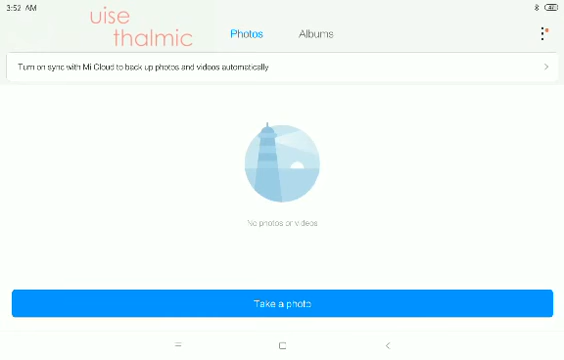 3:52 AM
uise
thalmic
Photos
Albums
Turn on sync with Mi Cloud to back up photos and videos automatically
No photos or videos
Take a photo